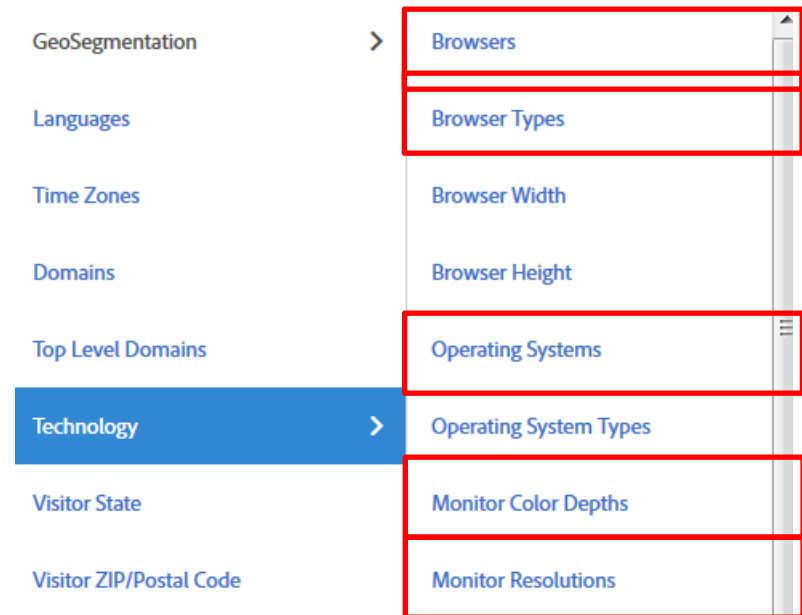 GeoSegmentation
Languages
Time Zones
Domains
Top Level Domains
Technology
Visitor State
Visitor ZIP/Postal Code
Browsers
Browser Types
Browser Width
Browser Height
Operating Systems
Operating System Types
Monitor Color Depths
Monitor Resolutions